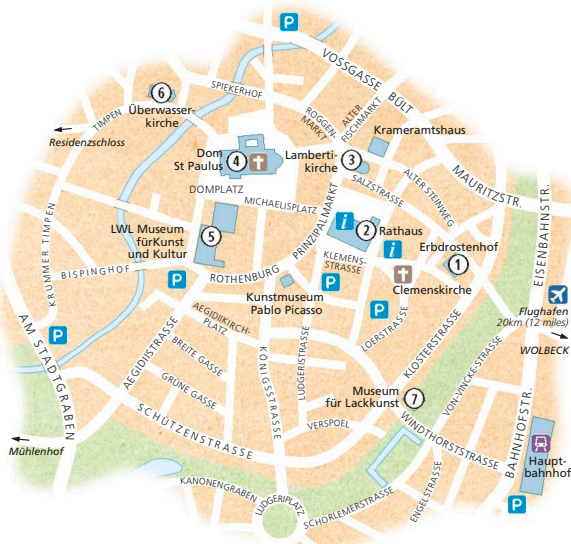 P
VOSSGASSE
BÜLT
6
SPIEKERHOF
Überwasser-
kirche
TIMPEN
Residenzschloss
ROGGEN-
MARKT
ALTER
FISCHMARKT
Krameramtshaus
MAURITZSTR.
Dom
St Paulus
4
Lamberti-
kirche
3
SALZSTRASSE
ALTER STEINWEG
EISENBAHNSTR.
DOMPLATZ
MICHAELISPLATZ
PRINZIPALMARKT
KRUMMER TIMPEN
LWL Museum
fürKunst
und Kultur
5
i
2
Rathaus
i
Erbdrostenhof
1
KLEMENS-
STRASSE
BISPINGHOF
P
ROTHENBURG
P
Clemenskirche
Kunstmuseum
Pablo Picasso
P
Flughafen
20km (12 miles)
WOLBECK
P
AM STADTGRABEN
AEGIDIIKIRCH-
PLATZ
AEGIDIISTRASSE
BREITE GASSE
GRÜNE GASSE
KÖNIGSSTRASSE
LUDGERISTRASSE
LOERSTRASSE
KLOSTERSTRASSE
VON-VINCKE-STRASSE
Museum
für Lackkunst
7
VERSPOEL
WINDTHORSTSTRASSE
BAHNHOFSTR.
SCHÜTZENSTRASSE
Mühlenhof
Haupt-
bahnhof
KANONENGRABEN
LUDGERIPLATZ
SCHORLEMERSTRASSE
ENGELSTRASSE
P